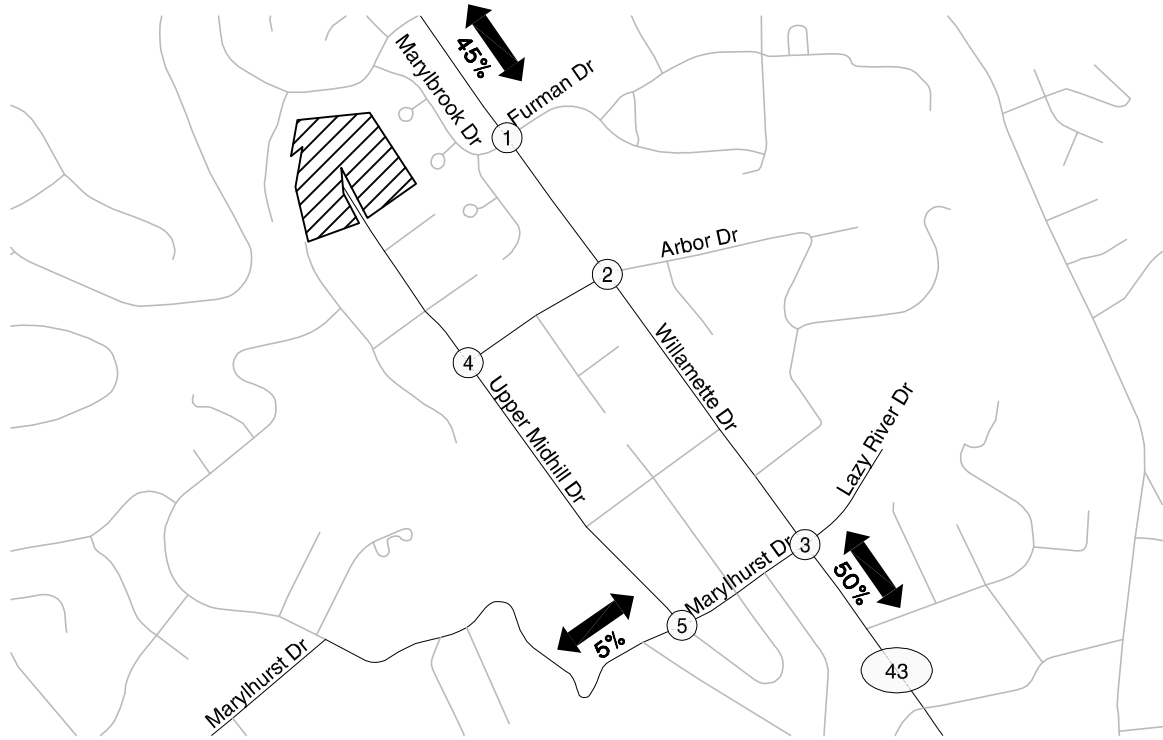 45%
Marylbrook Dr
Furman Dr
1
Arbor Dr
2
Willamette Dr
4
Upper Midhill Dr
Lazy River Dr
3
Marylhurst Dr
50%
5
5%
Marylhurst Dr
43